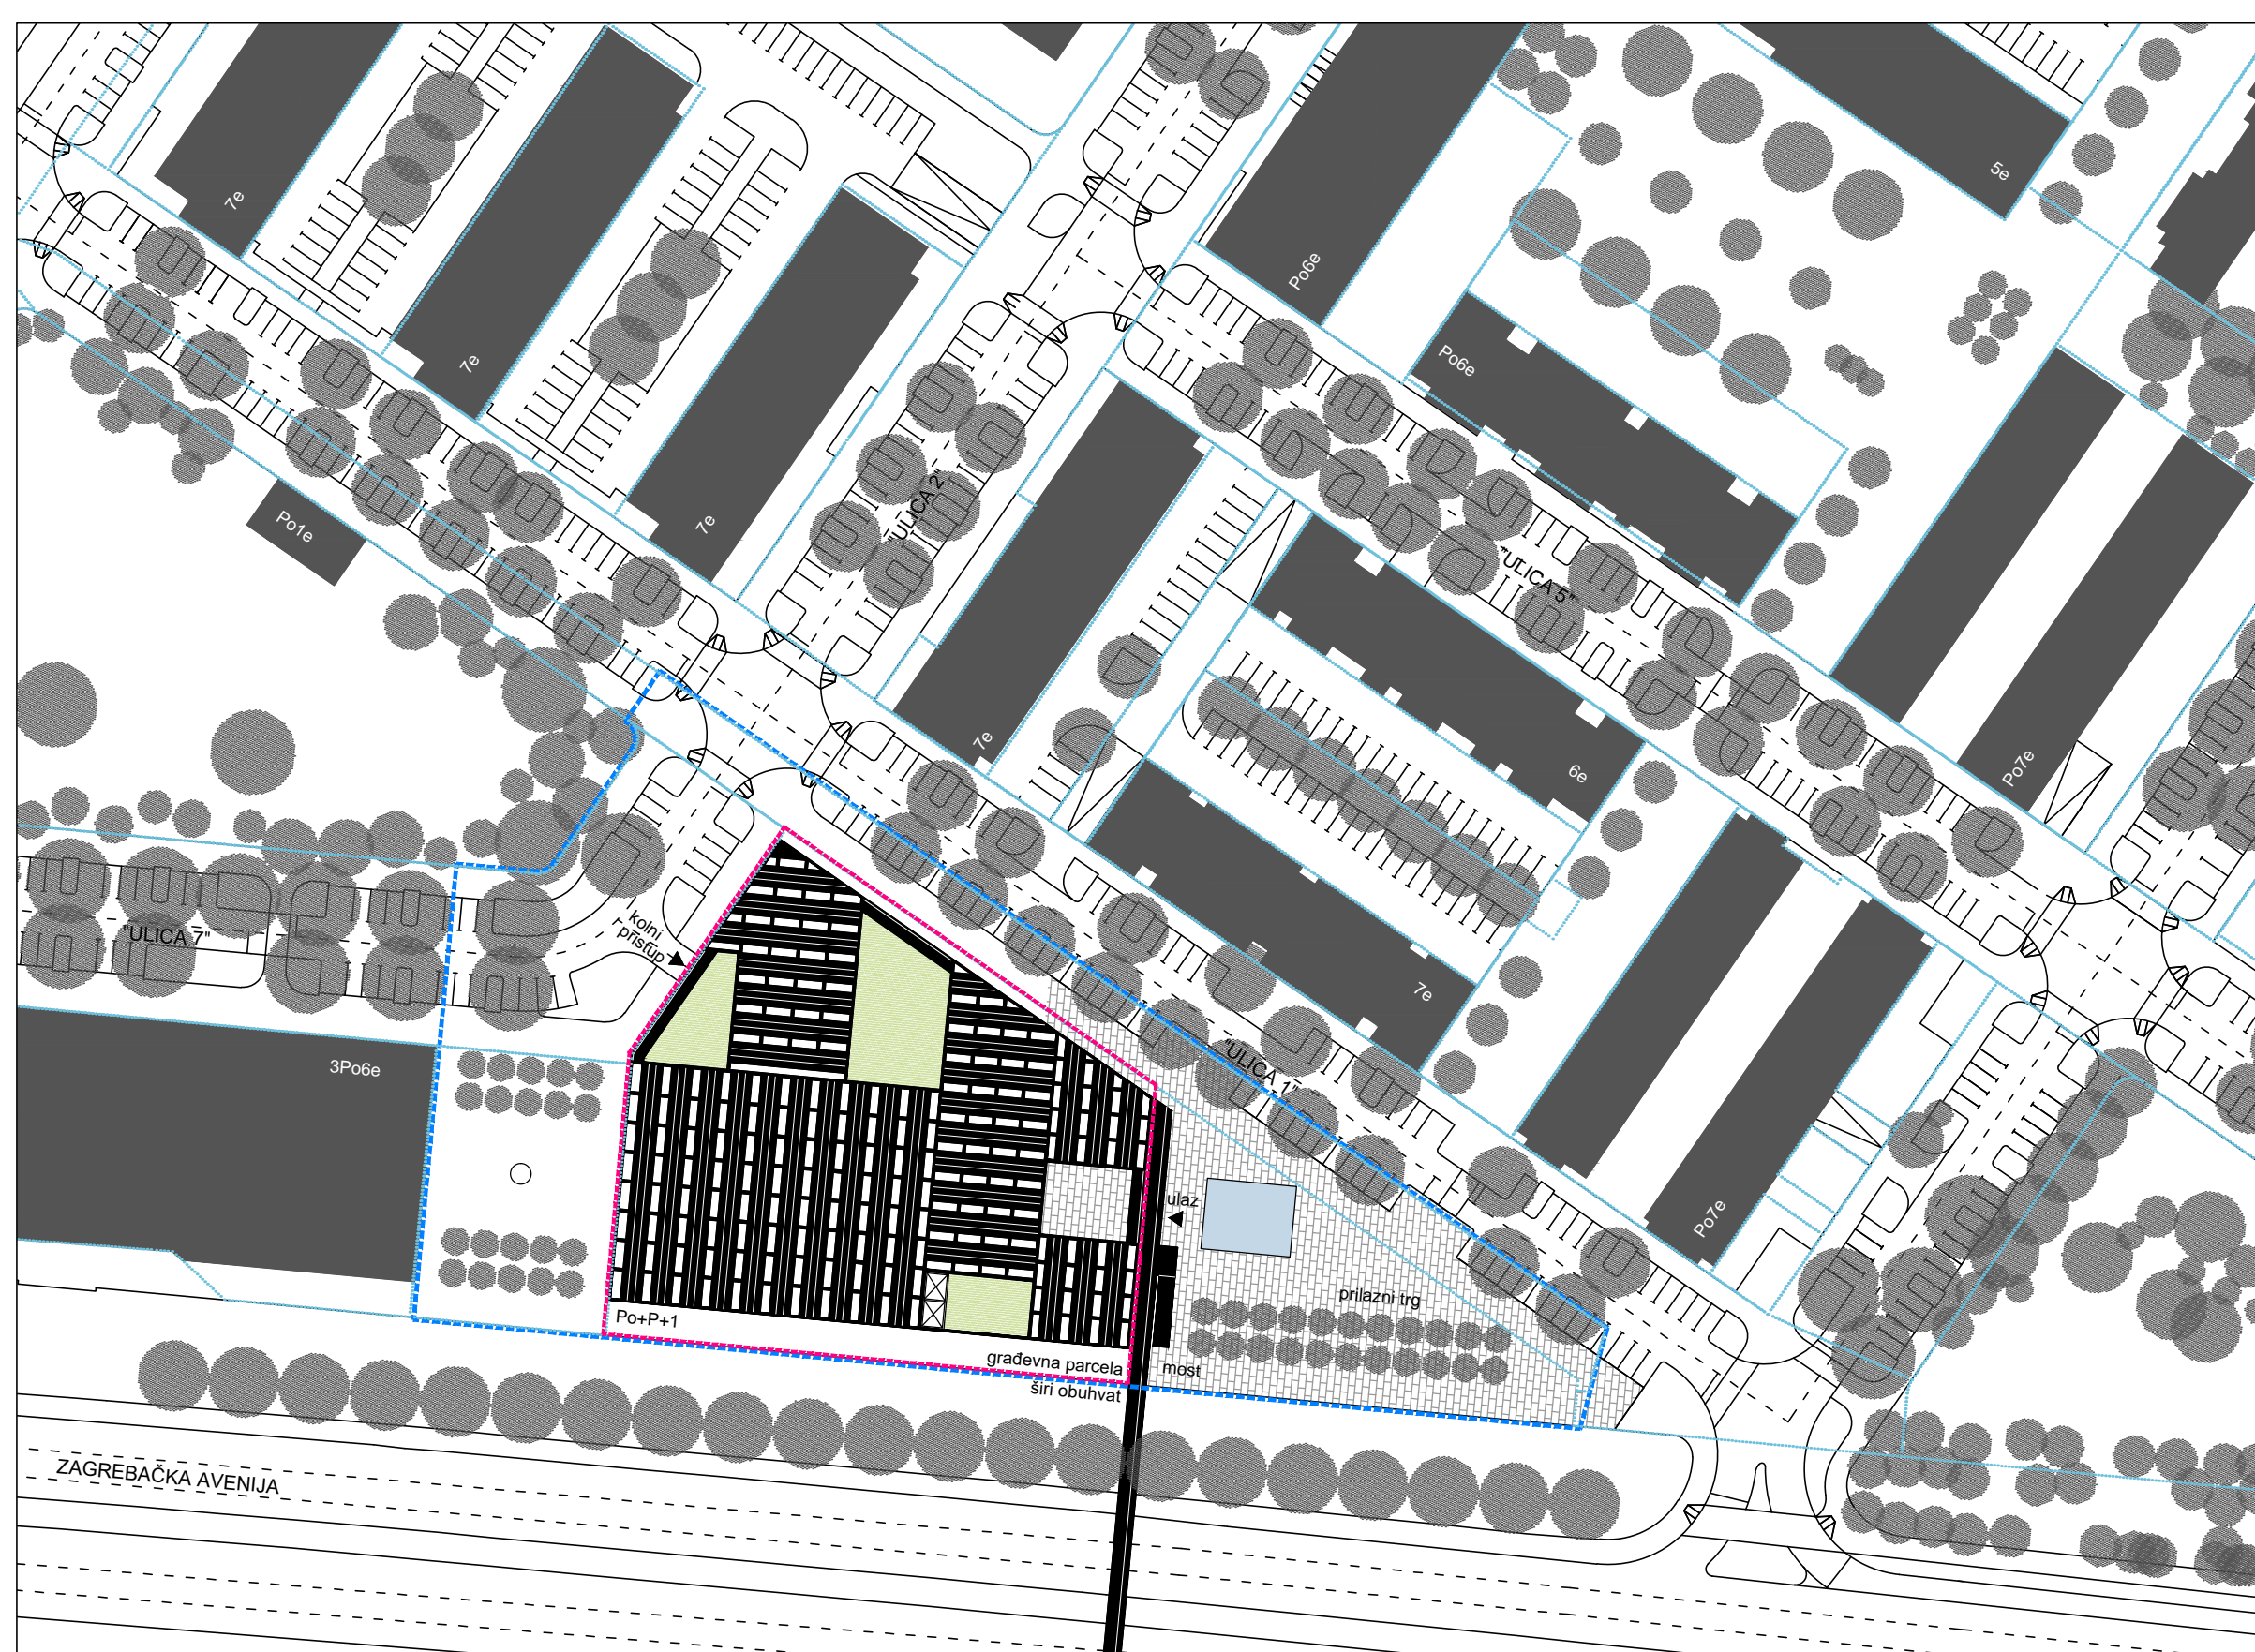 5e
7e
Po6e
Po6e
7e
7e
"ULICA 2"
Po1e
"ULICA 5"
7e
6e
Po7e
kolni
pristup
"ULICA 7"
7e
"ULICA 1"
3Po6e
ulaz
Po7e
prilazni trg
Po+P+1
građevna parcela
most
širi obuhvat
ZAGREBAČKA AVENIJA